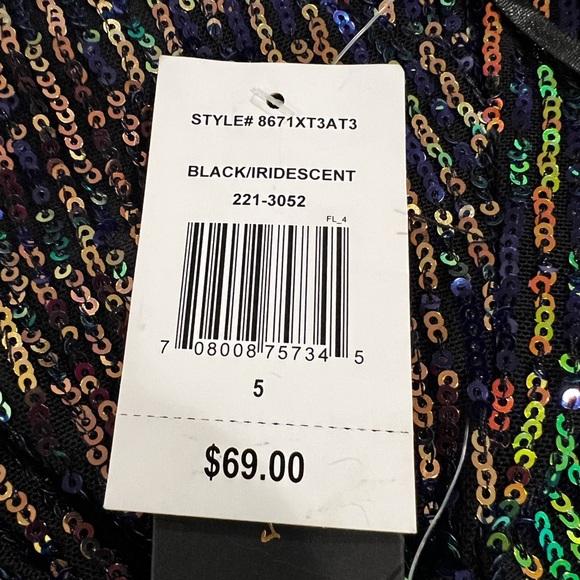 STYLE# 8671XT3AT3
BLACK/IRIDESCENT
221-3052
FL_4
7 08008 75734 5
5
$69.00